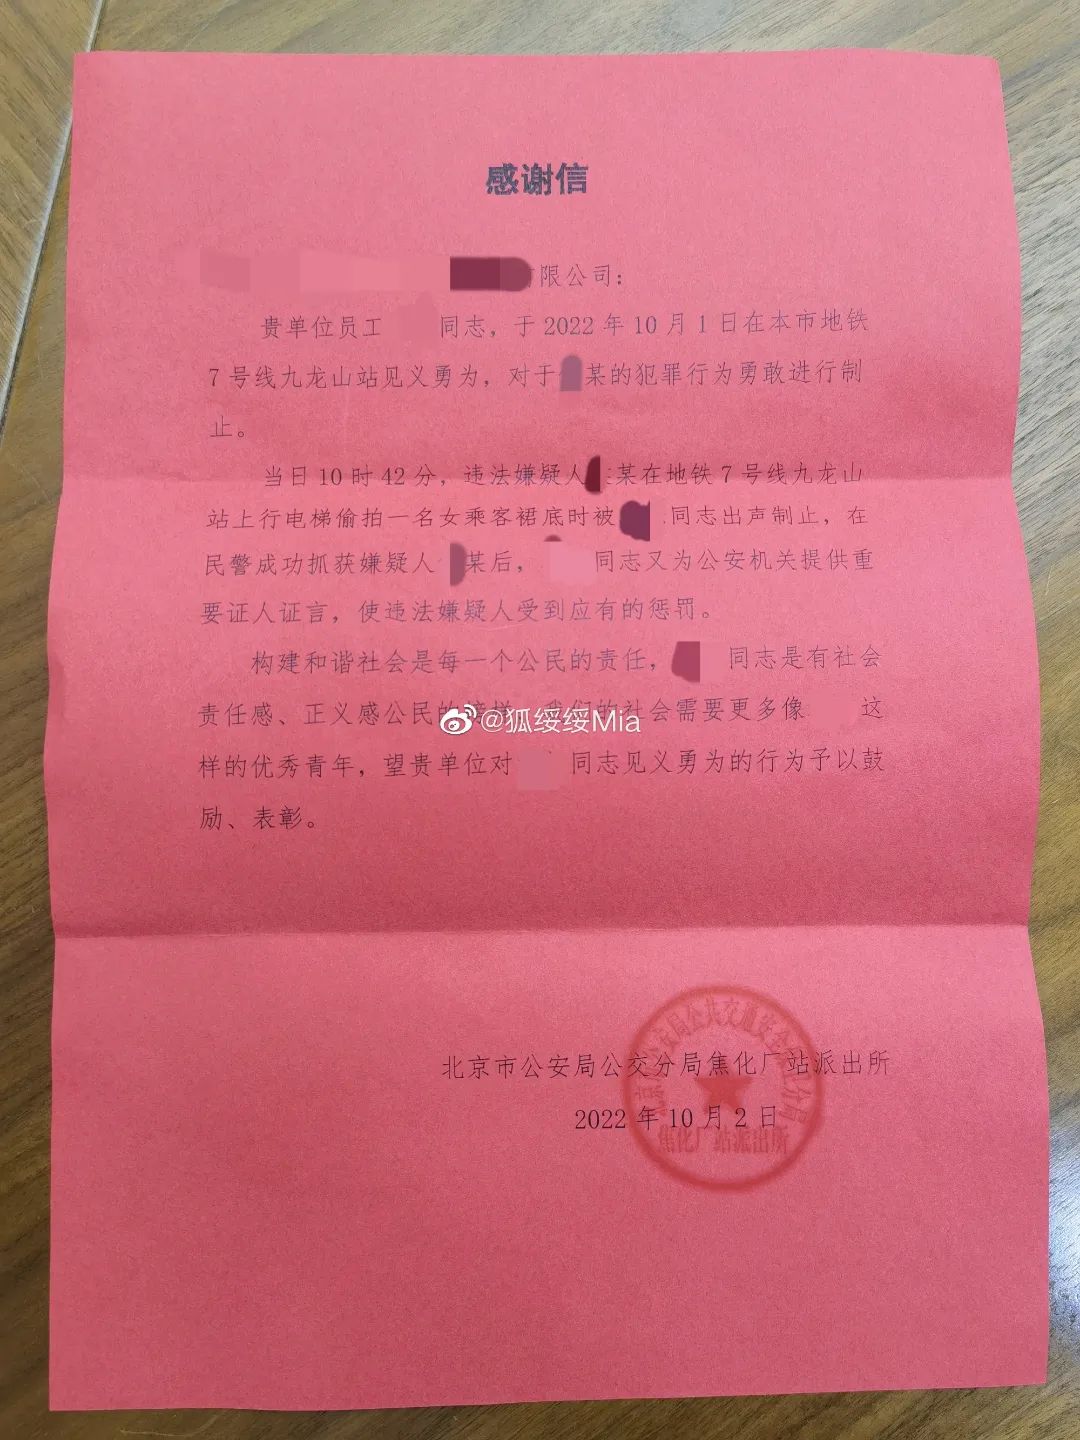 感谢信
限公司：
贵单位员工 同志，于 2022 年 10 月 1 日在本市地铁
7 号线九龙山站见义勇为，对于 某的犯罪行为勇敢进行制
止。
当日 10 时 42 分，违法嫌疑人 某在地铁 7 号线九龙山
站上行电梯偷拍一名女乘客裙底时被 同志出声制止，在
民警成功抓获嫌疑人 某后， 同志又为公安机关提供重
要证人证言，使违法嫌疑人受到应有的惩罚。
构建和谐社会是每一个公民的责任， 同志是有社会
责任感、正义感公民的榜样 我们的社会需要更多像 这
@狐绥绥Mia
样的优秀青年，望贵单位对 同志见义勇为的行为予以鼓
励、表彰。
北京市公安局公交分局焦化厂站派出所
2022 年 10 月 2 日
北京市公安局公共交通安全保卫分局
焦化厂站派出所